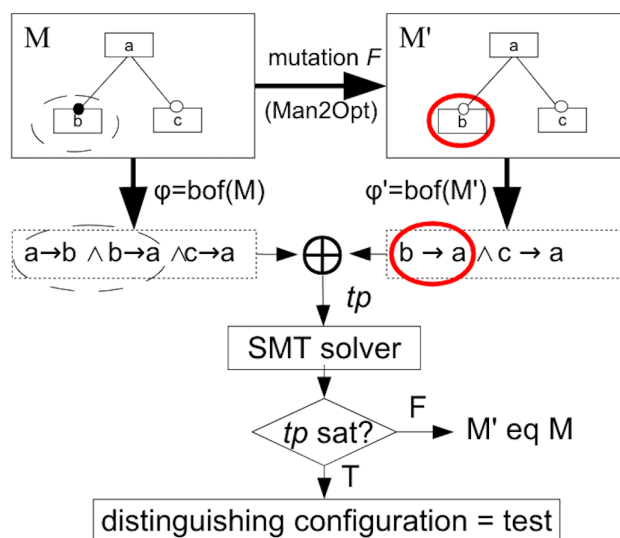 M
a
b
c
mutation F
(Man2Opt)
M'
a
b
c
φ=bof(M)
φ'=bof(M')
a→b ∧b→a ∧c→a
⊕
b → a ∧ c → a
tp
SMT solver
tp sat?
F
M' eq M
T
distinguishing configuration = test